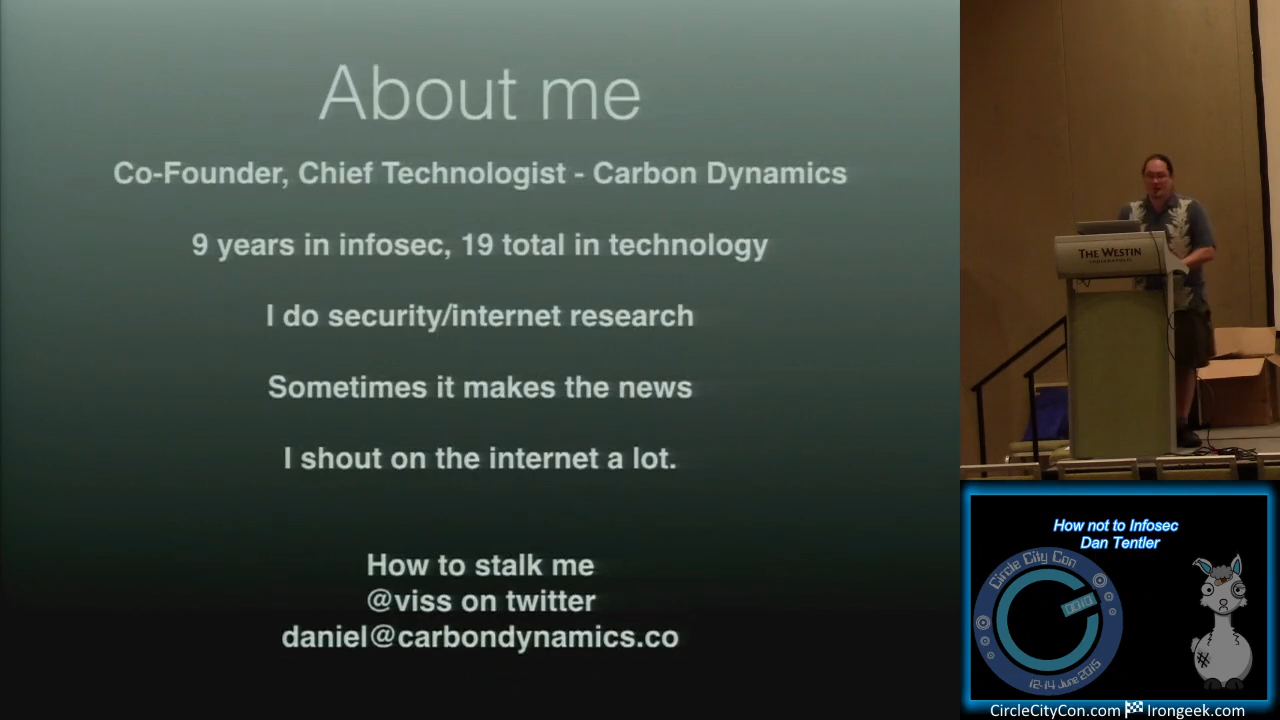 About me
Co-Founder, Chief Technologist - Carbon Dynamics
9 years in infosec, 19 total in technology
I do security/internet research
Sometimes it makes the news
I shout on the internet a lot.
How to stalk me
@viss on twitter
daniel@carbondynamics.co
THE WESTIN
INDIANAPOLIS
How not to Infosec
Dan Tentler
Circle City Con
12-14 June 2015
CircleCityCon.com Irongeek.com